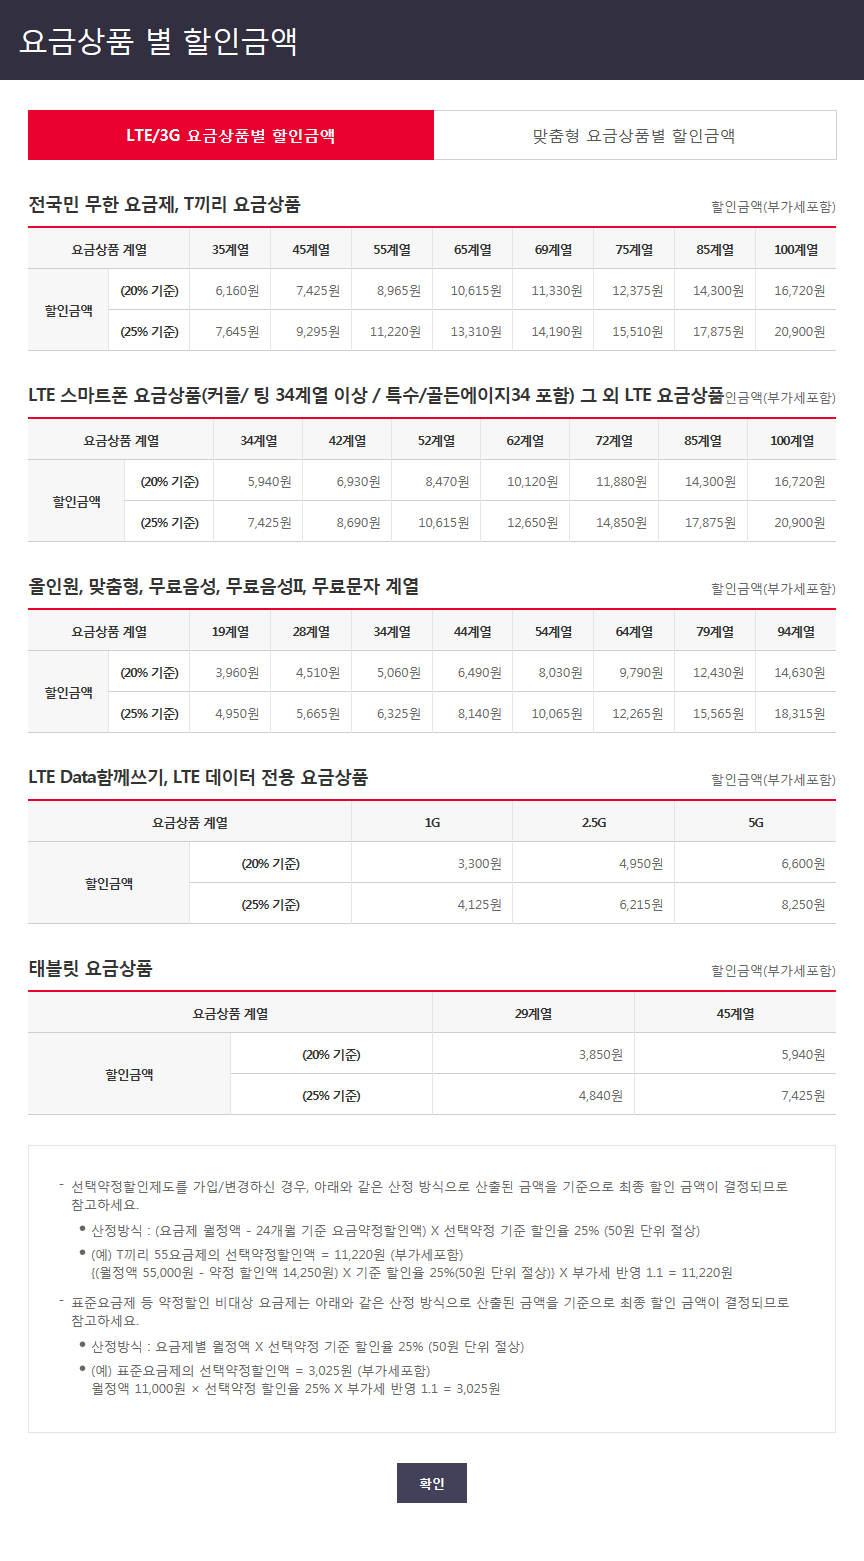 요금상품 별 할인금액
LTE/3G 요금상품별 할인금액 맞춤형 요금상품별 할인금액
전국민 무한 요금제, T끼리 요금상품 할인금액(부가세포함)
요금상품 계열 35계열 45계열 55계열 65계열 69계열 75계열 85계열 100계열
할인금액
(20% 기준) 6,160원 7,425원 8,965원 10,615원 11,330원 12,375원 14,300원 16,720원
(25% 기준) 7,645원 9,295원 11,220원 13,310원 14,190원 15,510원 17,875원 20,900원
LTE 스마트폰 요금상품(커플/ 팅 34계열 이상 / 특수/골든에이지34 포함) 그 외 LTE 요금상품 인금액(부가세포함)
요금상품 계열 34계열 42계열 52계열 62계열 72계열 85계열 100계열
할인금액
(20% 기준) 5,940원 6,930원 8,470원 10,120원 11,880원 14,300원 16,720원
(25% 기준) 7,425원 8,690원 10,615원 12,650원 14,850원 17,875원 20,900원
올인원, 맞춤형, 무료음성, 무료음성II, 무료문자 계열 할인금액(부가세포함)
요금상품 계열 19계열 28계열 34계열 44계열 54계열 64계열 79계열 94계열
할인금액
(20% 기준) 3,960원 4,510원 5,060원 6,490원 8,030원 9,790원 12,430원 14,630원
(25% 기준) 4,950원 5,665원 6,325원 8,140원 10,065원 12,265원 15,565원 18,315원
LTE Data함께쓰기, LTE 데이터 전용 요금상품 할인금액(부가세포함)
요금상품 계열 1G 2.5G 5G
할인금액
(20% 기준) 3,300원 4,950원 6,600원
(25% 기준) 4,125원 6,215원 8,250원
태블릿 요금상품 할인금액(부가세포함)
요금상품 계열 29계열 45계열
할인금액
(20% 기준) 3,850원 5,940원
(25% 기준) 4,840원 7,425원
- 선택약정할인제도를 가입/변경하신 경우, 아래와 같은 산정 방식으로 산출된 금액을 기준으로 최종 할인 금액이 결정되므로
참고하세요.
• 산정방식 : (요금제 월정액 - 24개월 기준 요금약정할인액) X 선택약정 기준 할인율 25% (50원 단위 절상)
• (예) T끼리 55요금제의 선택약정할인액 = 11,220원 (부가세포함)
{(월정액 55,000원 - 약정 할인액 14,250원) X 기준 할인율 25%(50원 단위 절상)} X 부가세 반영 1.1 = 11,220원
- 표준요금제 등 약정할인 비대상 요금제는 아래와 같은 산정 방식으로 산출된 금액을 기준으로 최종 할인 금액이 결정되므로
참고하세요.
• 산정방식 : 요금제별 월정액 X 선택약정 기준 할인율 25% (50원 단위 절상)
• (예) 표준요금제의 선택약정할인액 = 3,025원 (부가세포함)
월정액 11,000원 × 선택약정 할인율 25% X 부가세 반영 1.1 = 3,025원
확인